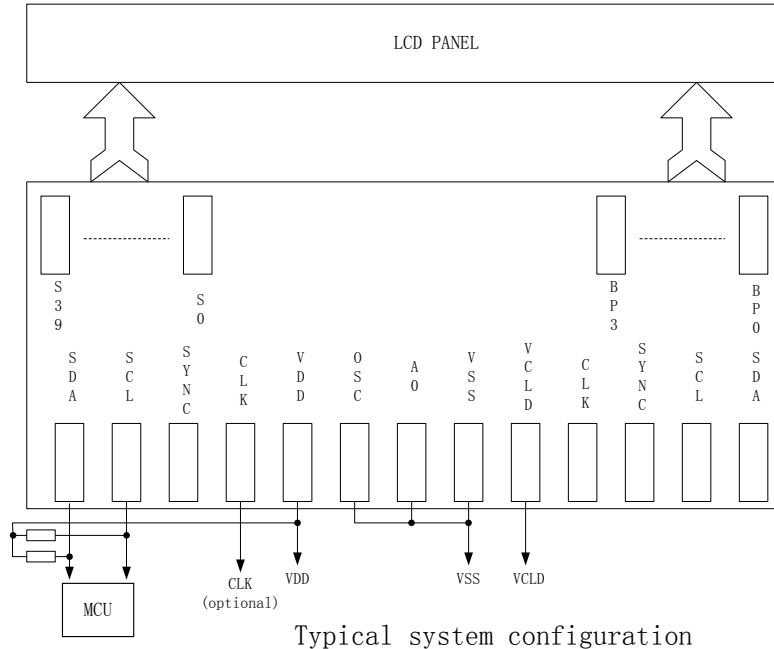 LCD PANEL
S39
S0
BP3
BP0
SDA
SCL
SYNC
CLK
VDD
OSC
A0
VSS
VCLD
CLK
SYNC
SCL
SDA
CLK
(optional)
VDD
VSS
VCLD
MCU
Typical system configuration